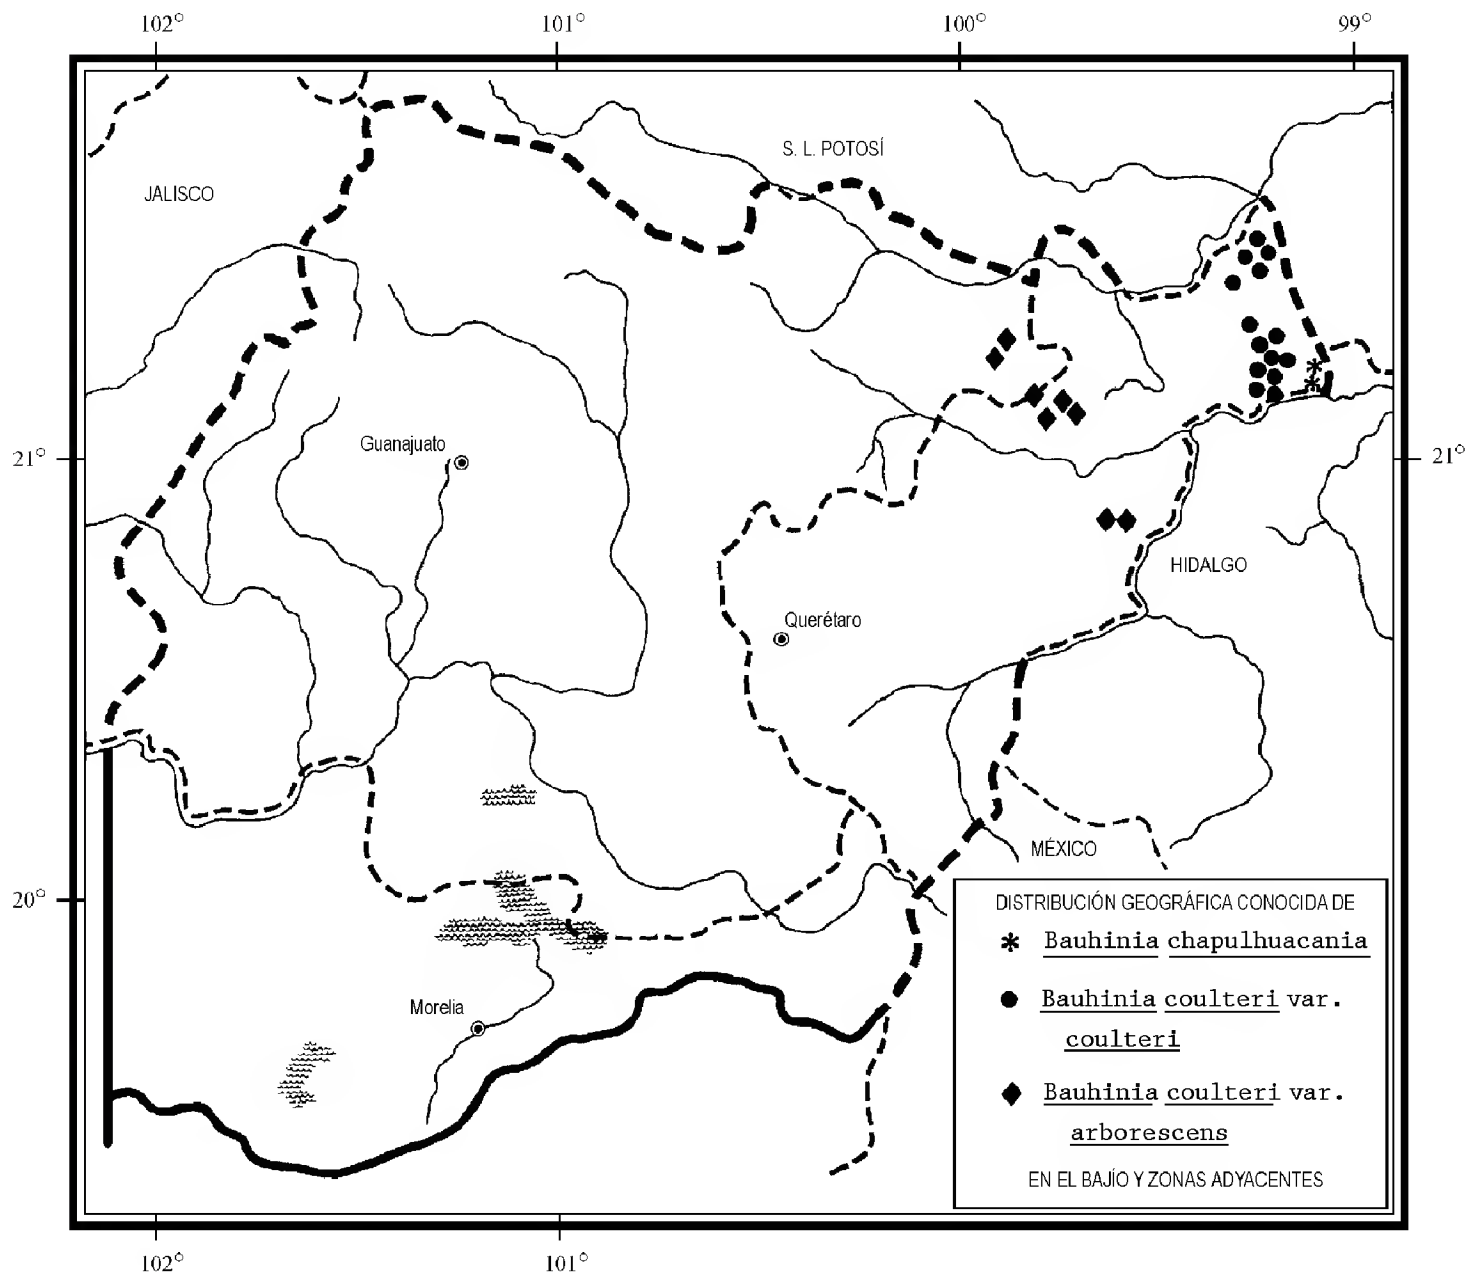 102° 101° 100° 99°
S. L. POTOSÍ
JALISCO
Guanajuato
21° 21°
HIDALGO
Querétaro
MÉXICO
20°
DISTRIBUCIÓN GEOGRÁFICA CONOCIDA DE
* Bauhinia chapulhuacania
● Bauhinia coulteri var.
coulteri
◆ Bauhinia coulteri var.
arborescens
EN EL BAJÍO Y ZONAS ADYACENTES
Morelia
102° 101°